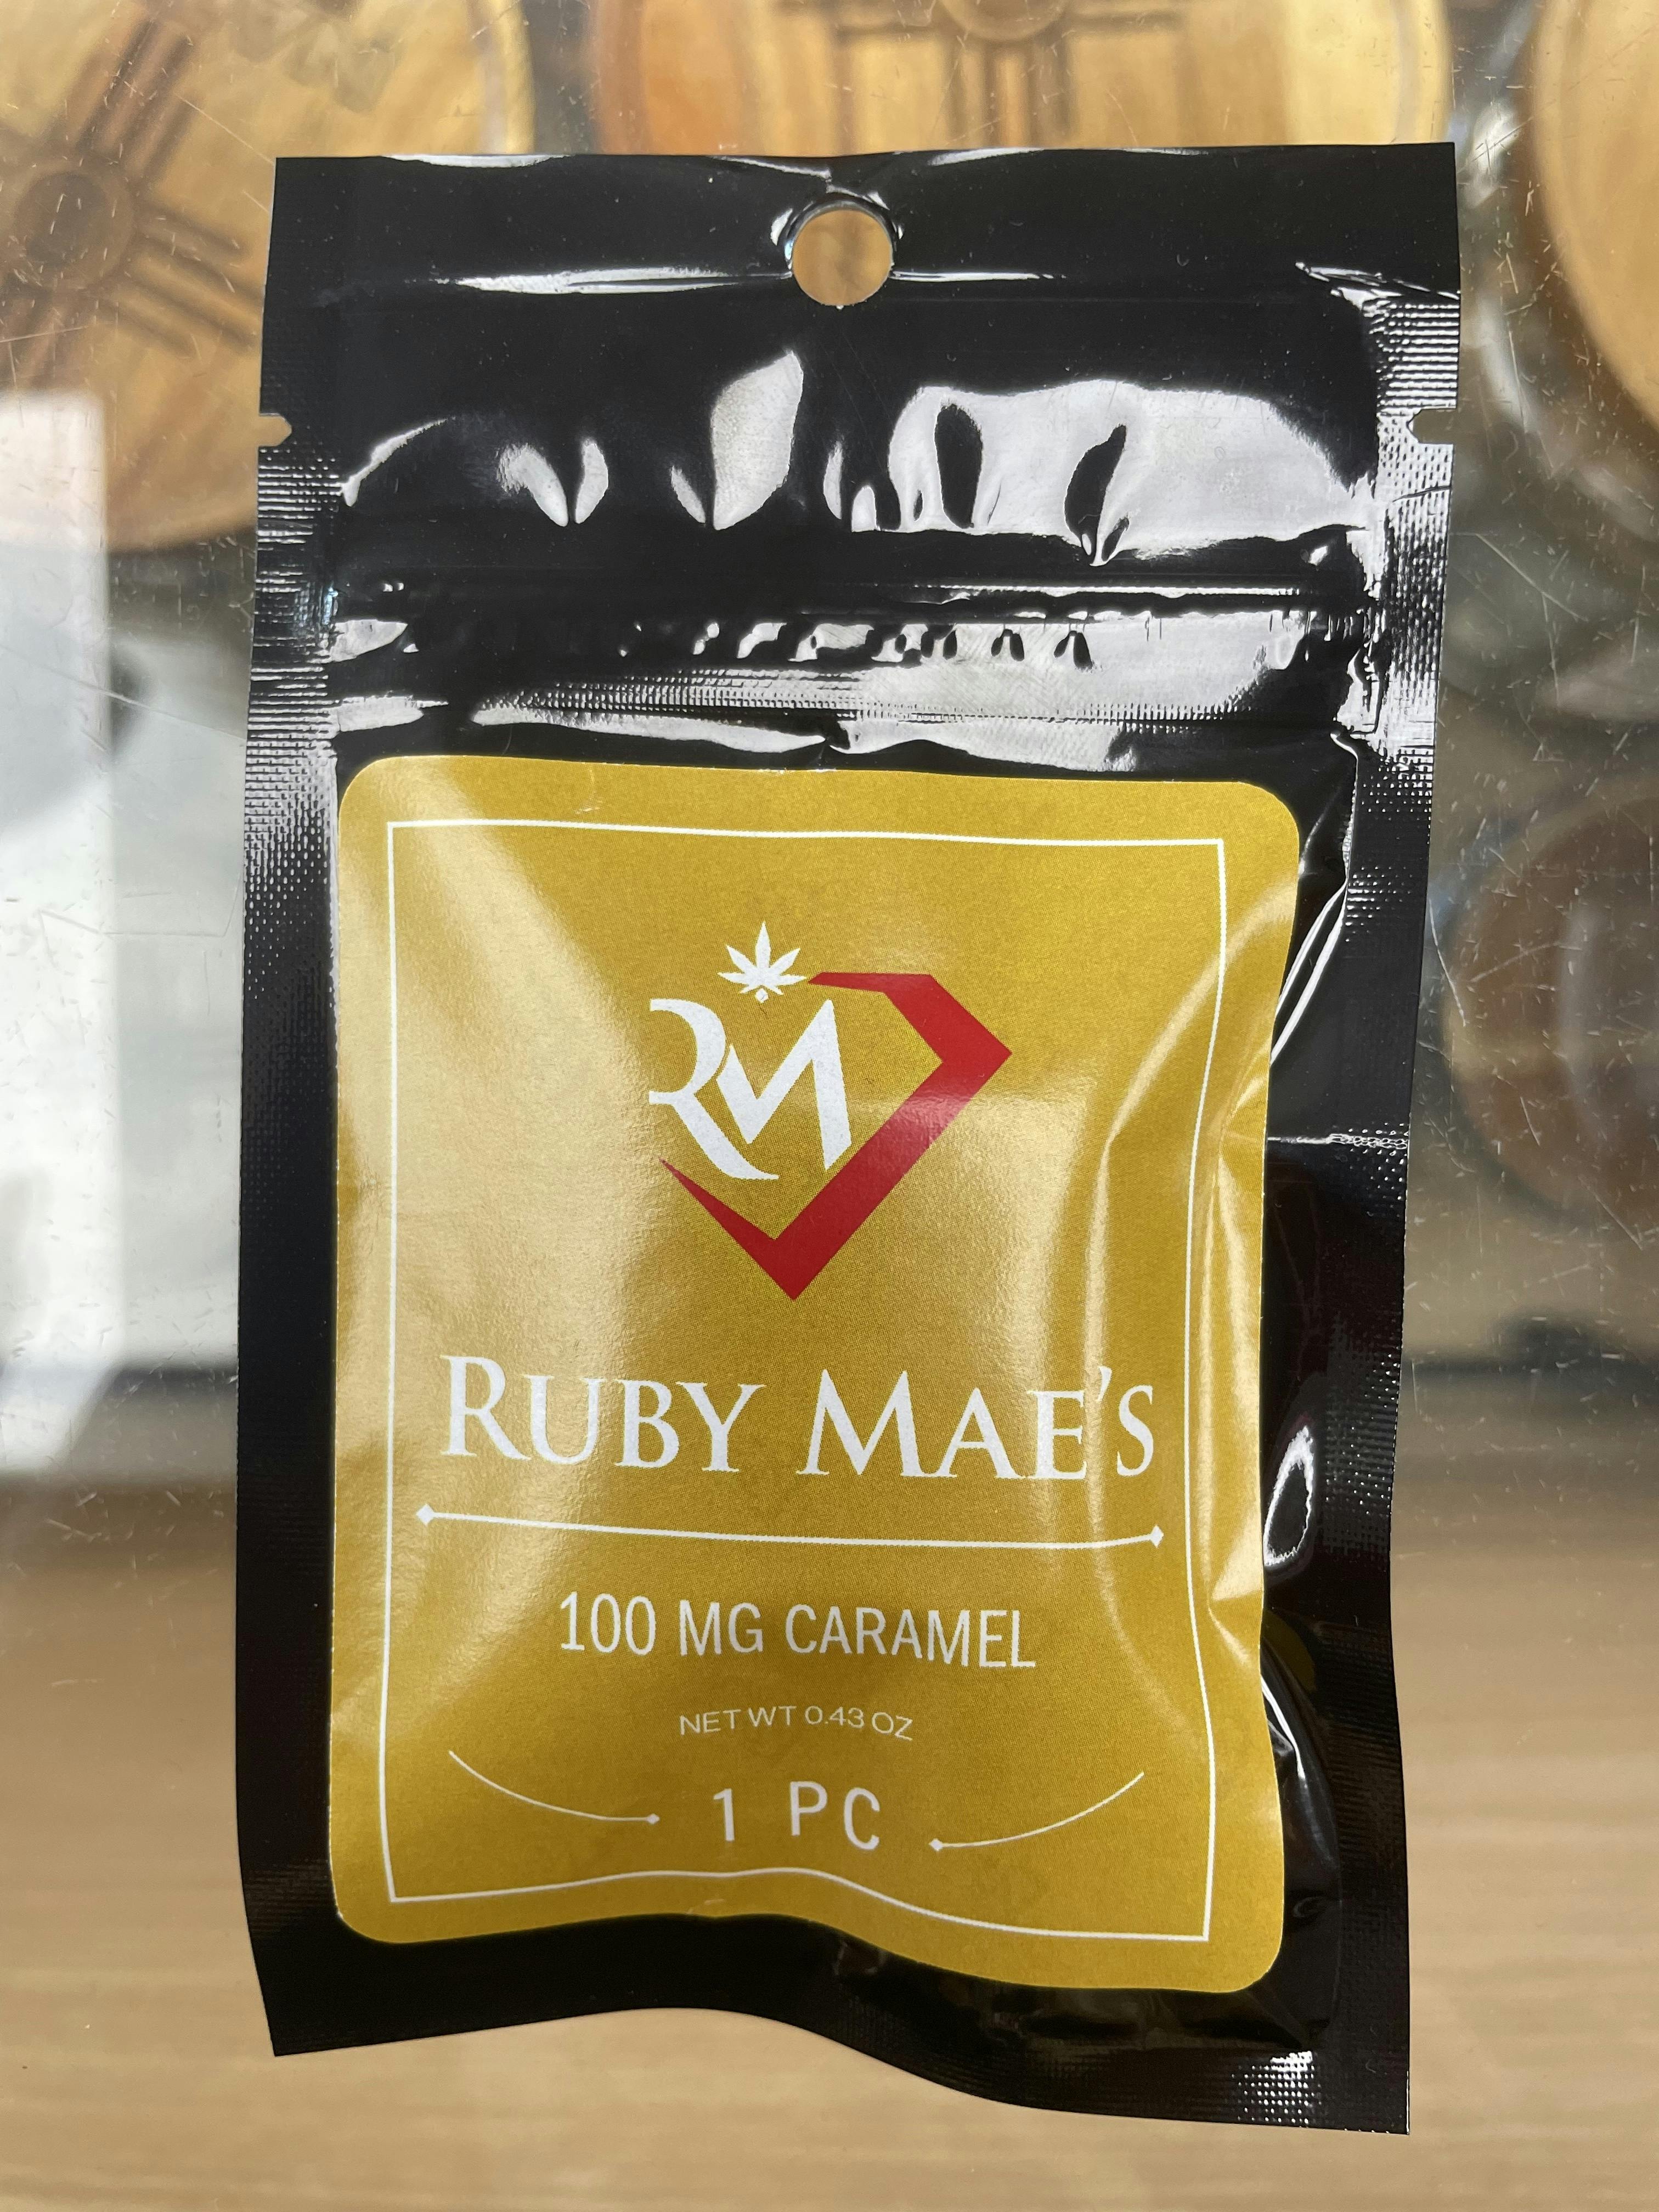 RM
RUBY MAE'S
100 MG CARAMEL
NET WT 0.43 OZ
1 PC